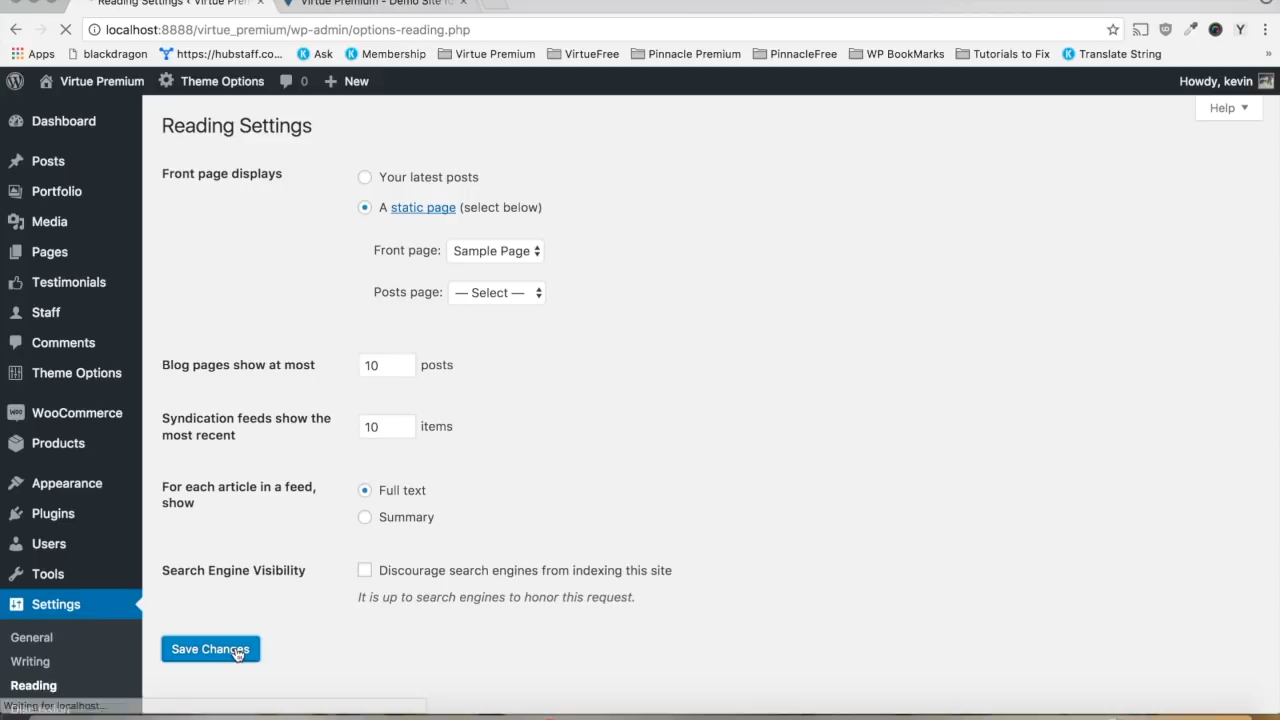 Reading Settings ‹ Virtue Prem
Virtue Premium - Demo Site fo
localhost:8888/virtue_premium/wp-admin/options-reading.php
Apps blackdragon https://hubstaff.co... Ask Membership Virtue Premium VirtueFree Pinnacle Premium PinnacleFree WP BookMarks Tutorials to Fix Translate String »
Virtue Premium Theme Options 0 + New Howdy, kevin
Help
Dashboard
Posts
Portfolio
Media
Pages
Testimonials
Staff
Comments
Theme Options
WooCommerce
Products
Appearance
Plugins
Users
Tools
Settings
General
Writing
Reading
Reading Settings
Front page displays
Your latest posts
A static page (select below)
Front page: Sample Page
Posts page: — Select —
Blog pages show at most 10 posts
Syndication feeds show the
most recent
10 items
For each article in a feed,
show
Full text
Summary
Search Engine Visibility
Discourage search engines from indexing this site
It is up to search engines to honor this request.
Save Changes
Waiting for localhost...